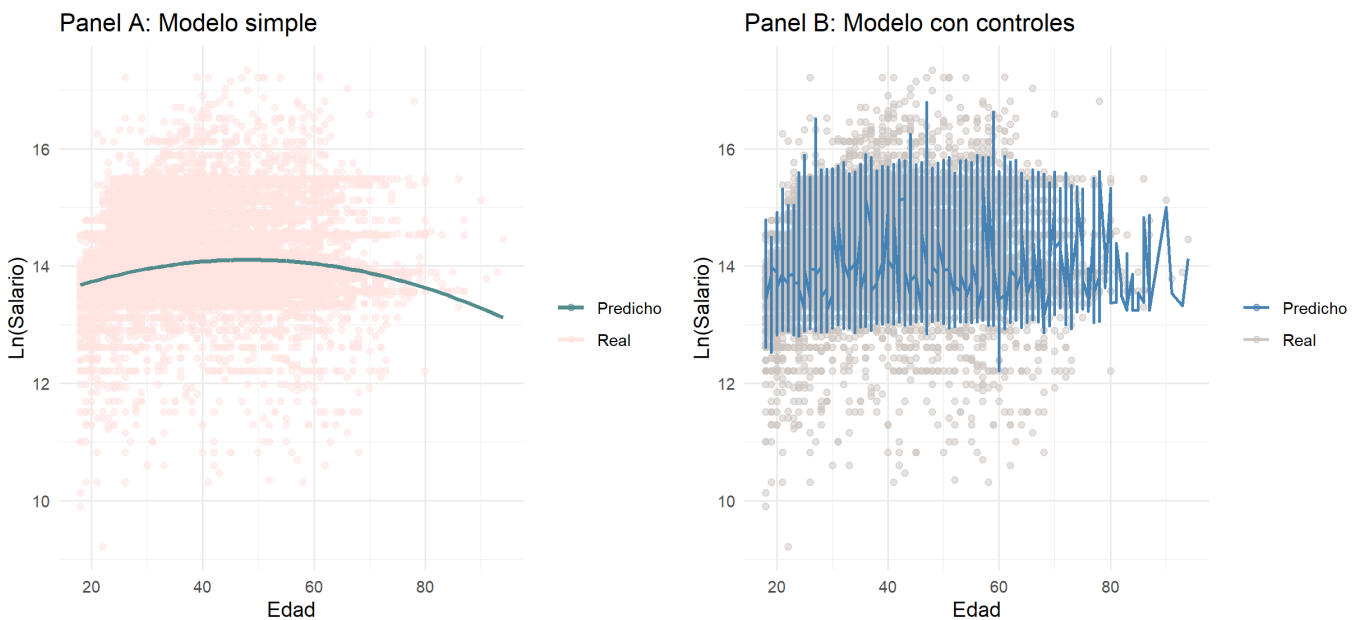 Panel A: Modelo simple
Ln(Salario)
16
14
12
10
20
40
60
80
Edad
Predicho
Real
Panel B: Modelo con controles
Ln(Salario)
16
14
12
10
20
40
60
80
Edad
Predicho
Real